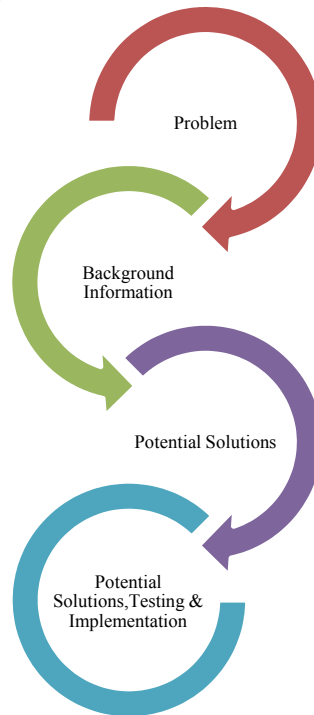 Problem
Background
Information
Potential Solutions
Potential
Solutions,Testing &
Implementation